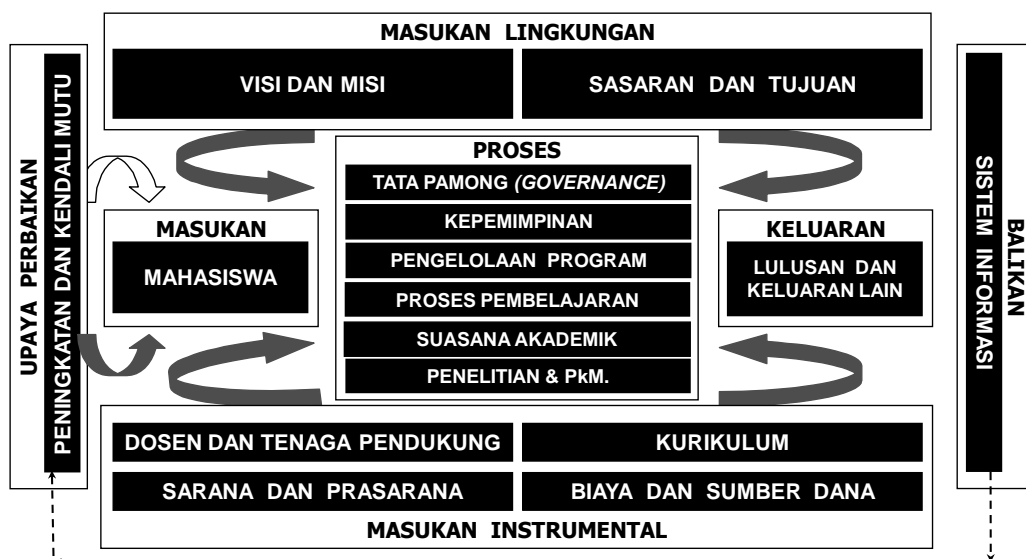 MASUKAN LINGKUNGAN
VISI DAN MISI
SASARAN DAN TUJUAN
UPAYA PERBAIKAN
PENINGKATAN DAN KENDALI MUTU
MASUKAN
MAHASISWA
PROSES
TATA PAMONG (GOVERNANCE)
KEPEMIMPINAN
PENGELOLAAN PROGRAM
PROSES PEMBELAJARAN
SUASANA AKADEMIK
PENELITIAN & PkM.
KELUARAN
LULUSAN DAN
KELUARAN LAIN
SISTEM INFORMASI
BALIKAN
DOSEN DAN TENAGA PENDUKUNG
KURIKULUM
SARANA DAN PRASARANA
BIAYA DAN SUMBER DANA
MASUKAN INSTRUMENTAL